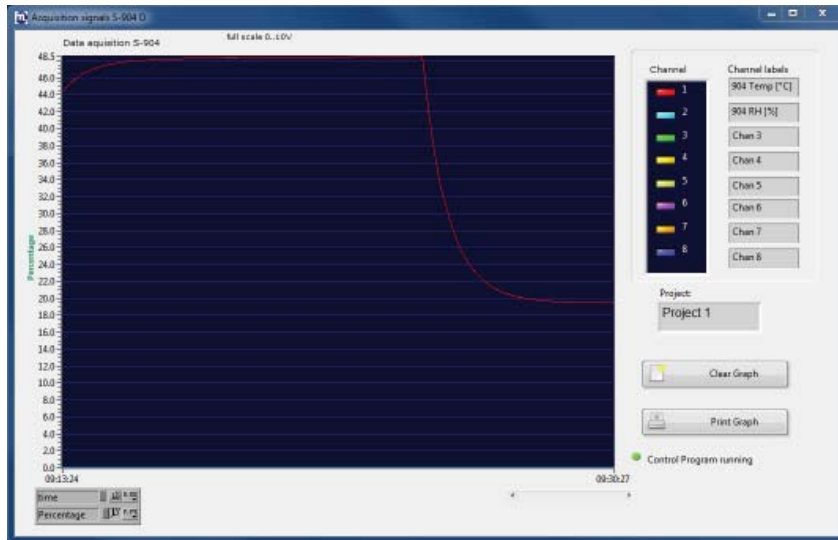 Acquisition signals S-904 D
Data aquisition S-904
full scale 0..10V
48.5
46.0
44.0
42.0
40.0
38.0
36.0
34.0
32.0
30.0
28.0
26.0
24.0
22.0
20.0
18.0
16.0
14.0
12.0
10.0
8.0
6.0
4.0
2.0
0.0
Percentage
09:13:24
09:30:27
time
Percentage
Channel
1
2
3
4
5
6
7
8
Channel labels
904 Temp [°C]
904 RH [%]
Chan 3
Chan 4
Chan 5
Chan 6
Chan 7
Chan 8
Project:
Project 1
Clear Graph
Print Graph
Control Program running